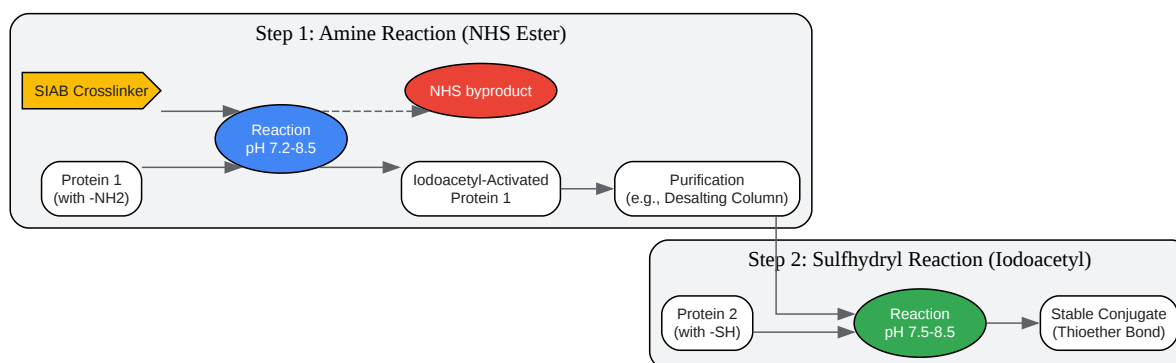 Step 1: Amine Reaction (NHS Ester)
SIAB Crosslinker
NHS byproduct
Reaction
pH 7.2-8.5
Protein 1
(with -NH2)
Iodoacetyl-Activated
Protein 1
Purification
(e.g., Desalting Column)
Step 2: Sulfhydryl Reaction (Iodoacetyl)
Protein 2
(with -SH)
Reaction
pH 7.5-8.5
Stable Conjugate
(Thioether Bond)